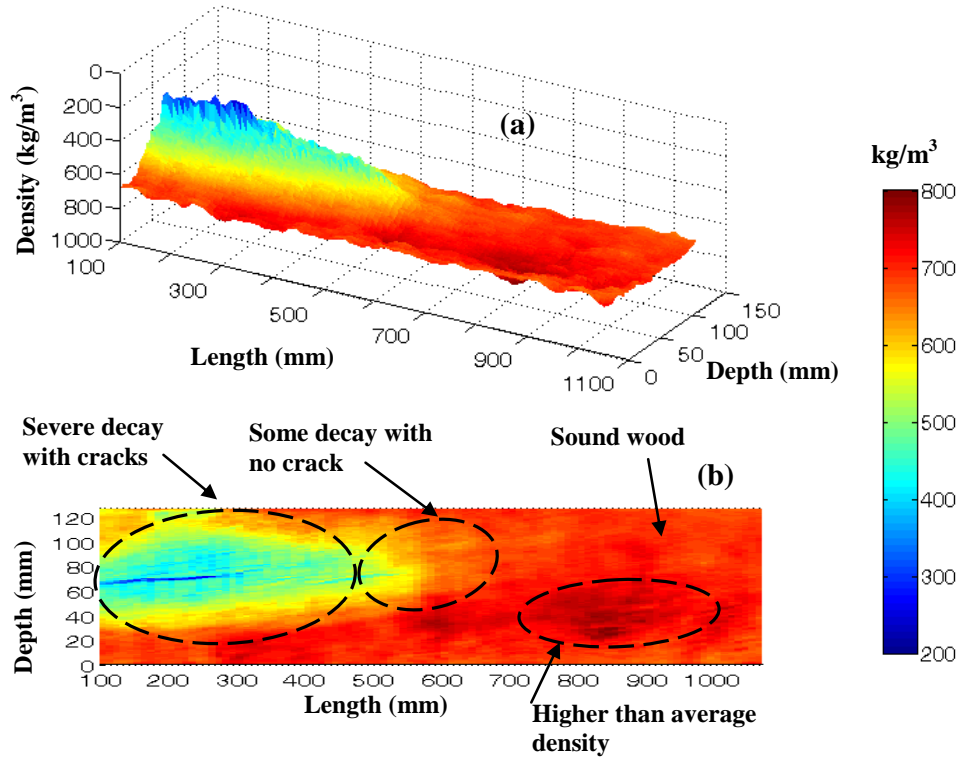 (a)
Density (kg/m³)
0
200
400
600
800
1000
100
300
500
700
900
1100
Length (mm)
0
50
100
150
Depth (mm)
kg/m³
800
700
600
500
400
300
200
Severe decay
with cracks
Some decay with
no crack
Sound wood
(b)
Depth (mm)
120
100
80
60
40
20
0
100 200 300 400 500 600 700 800 900 1000
Length (mm)
Higher than average
density